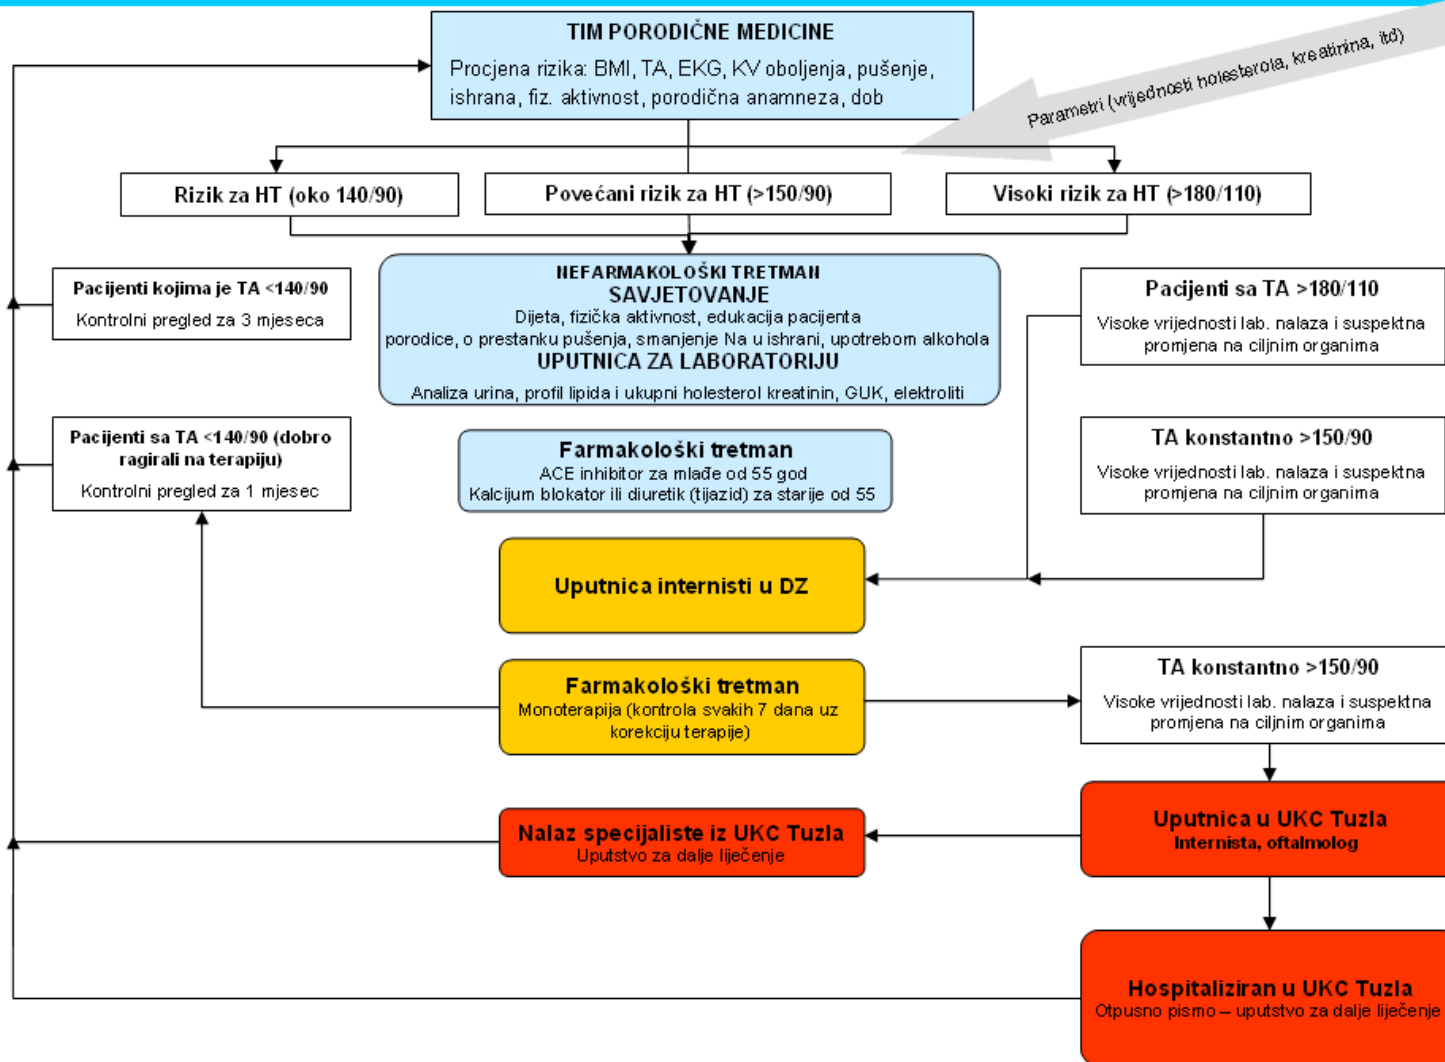 TIM PORODIČNE MEDICINE
Procjena rizika: BMI, TA, EKG, KV oboljenja, pušenje,
ishrana, fiz. aktivnost, porodična anamneza, dob
Parametri (vrijednosti holesterola, kreatinina, itd)
Rizik za HT (oko 140/90)
Povećani rizik za HT (>150/90)
Visoki rizik za HT (>180/110)
NEFARMAKOLOŠKI TRETMAN
SAVJETOVANJE
Dijeta, fizička aktivnost, edukacija pacijenta
porodice, o prestanku pušenja, smanjenje Na u ishrani, upotrebom alkohola
UPUTNICA ZA LABORATORIJU
Analiza urina, profil lipida i ukupni holesterol kreatinin, GUK, elektroliti
Pacijenti kojima je TA <140/90
Kontrolni pregled za 3 mjeseca
Pacijenti sa TA >180/110
Visoke vrijednosti lab. nalaza i suspektna
promjena na ciljnim organima
Pacijenti sa TA <140/90 (dobro
ragirali na terapiju)
Kontrolni pregled za 1 mjesec
Farmakološki tretman
ACE inhibitor za mlađe od 55 god
Kalcijum blokator ili diuretik (tijazid) za starije od 55
TA konstantno >150/90
Visoke vrijednosti lab. nalaza i suspektna
promjena na ciljnim organima
Uputnica internisti u DZ
Farmakološki tretman
Monoterapija (kontrola svakih 7 dana uz
korekciju terapije)
TA konstantno >150/90
Visoke vrijednosti lab. nalaza i suspektna
promjena na ciljnim organima
Nalaz specijaliste iz UKC Tuzla
Uputstvo za dalje liječenje
Uputnica u UKC Tuzla
Internista, oftalmolog
Hospitaliziran u UKC Tuzla
Otpusno pismo – uputstvo za dalje liječenje